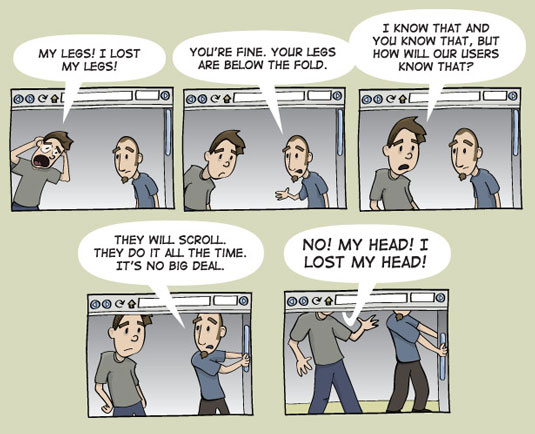 MY LEGS! I LOST
MY LEGS!
YOU'RE FINE. YOUR LEGS
ARE BELOW THE FOLD.
I KNOW THAT AND
YOU KNOW THAT, BUT
HOW WILL OUR USERS
KNOW THAT?
THEY WILL SCROLL.
THEY DO IT ALL THE TIME.
IT'S NO BIG DEAL.
NO! MY HEAD! I
LOST MY HEAD!